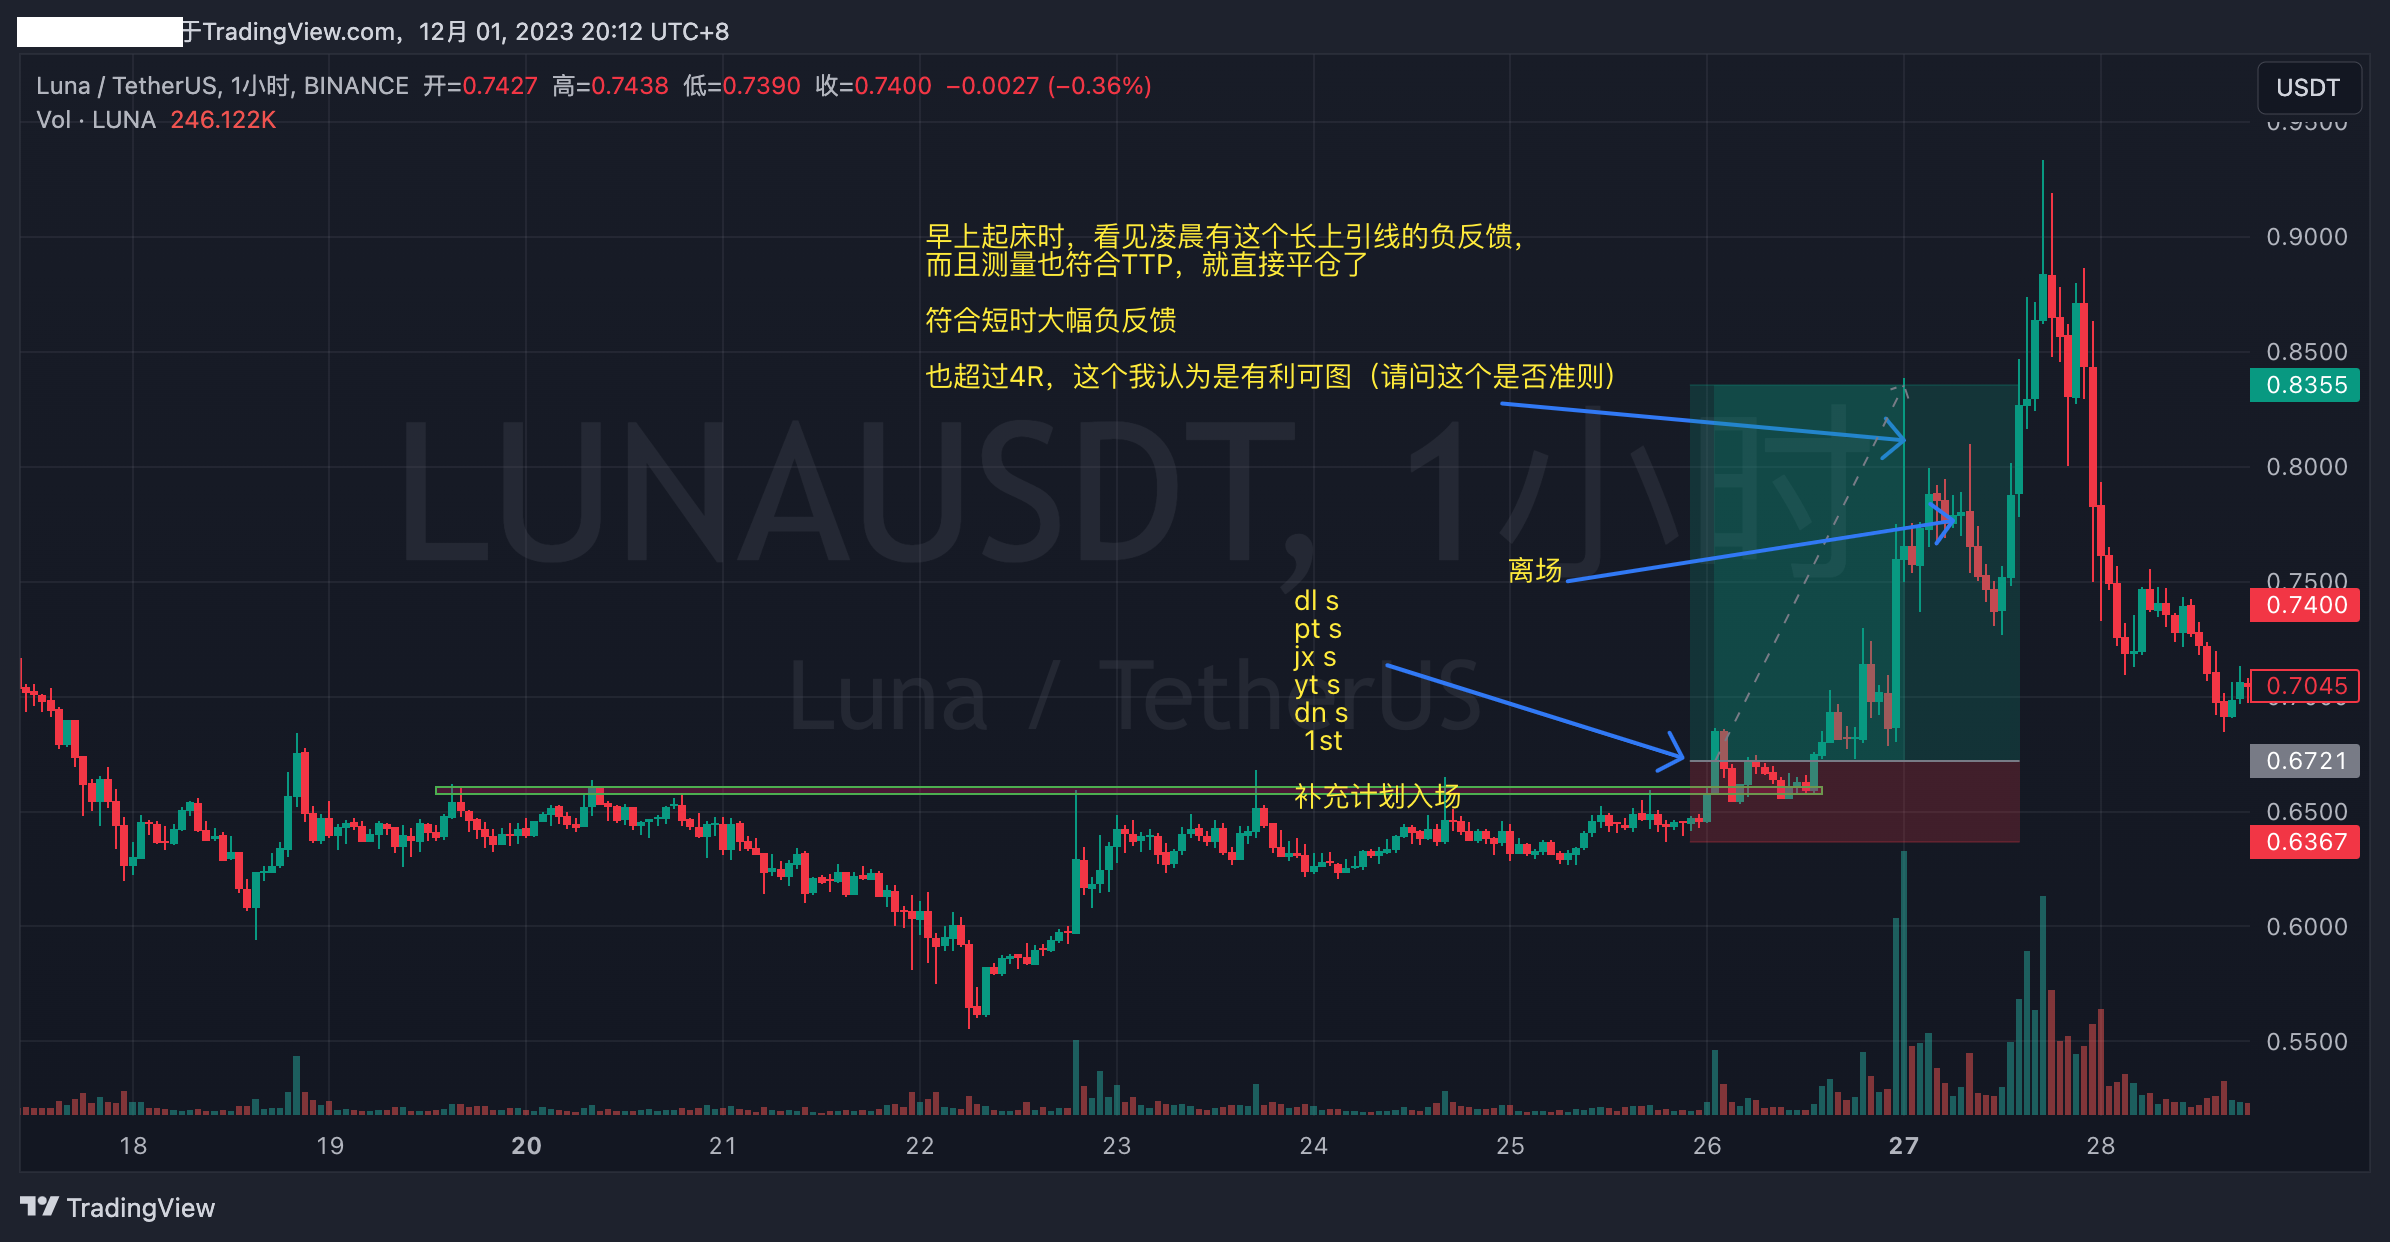 于TradingView.com，12月 01, 2023 20:12 UTC+8
Luna / TetherUS, 1小时, BINANCE 开=0.7427 高=0.7438 低=0.7390 收=0.7400 −0.0027 (−0.36%)
Vol · LUNA 246.122K
USDT
0.9500
早上起床时，看见凌晨有这个长上引线的负反馈，
而且测量也符合TTP，就直接平仓了
0.9000
符合短时大幅负反馈
0.8500
也超过4R，这个我认为是有利可图（请问这个是否准则）
0.8355
LUNAUSDT, 1小时
0.8000
离场
0.7500
dl s
0.7400
pt s
jx s
yt s
Luna / TetherUS
0.7045
0.7000
dn s
1st
0.6721
补充计划入场
0.6500
0.6367
0.6000
0.5500
18 19 20 21 22 23 24 25 26 27 28
TradingView